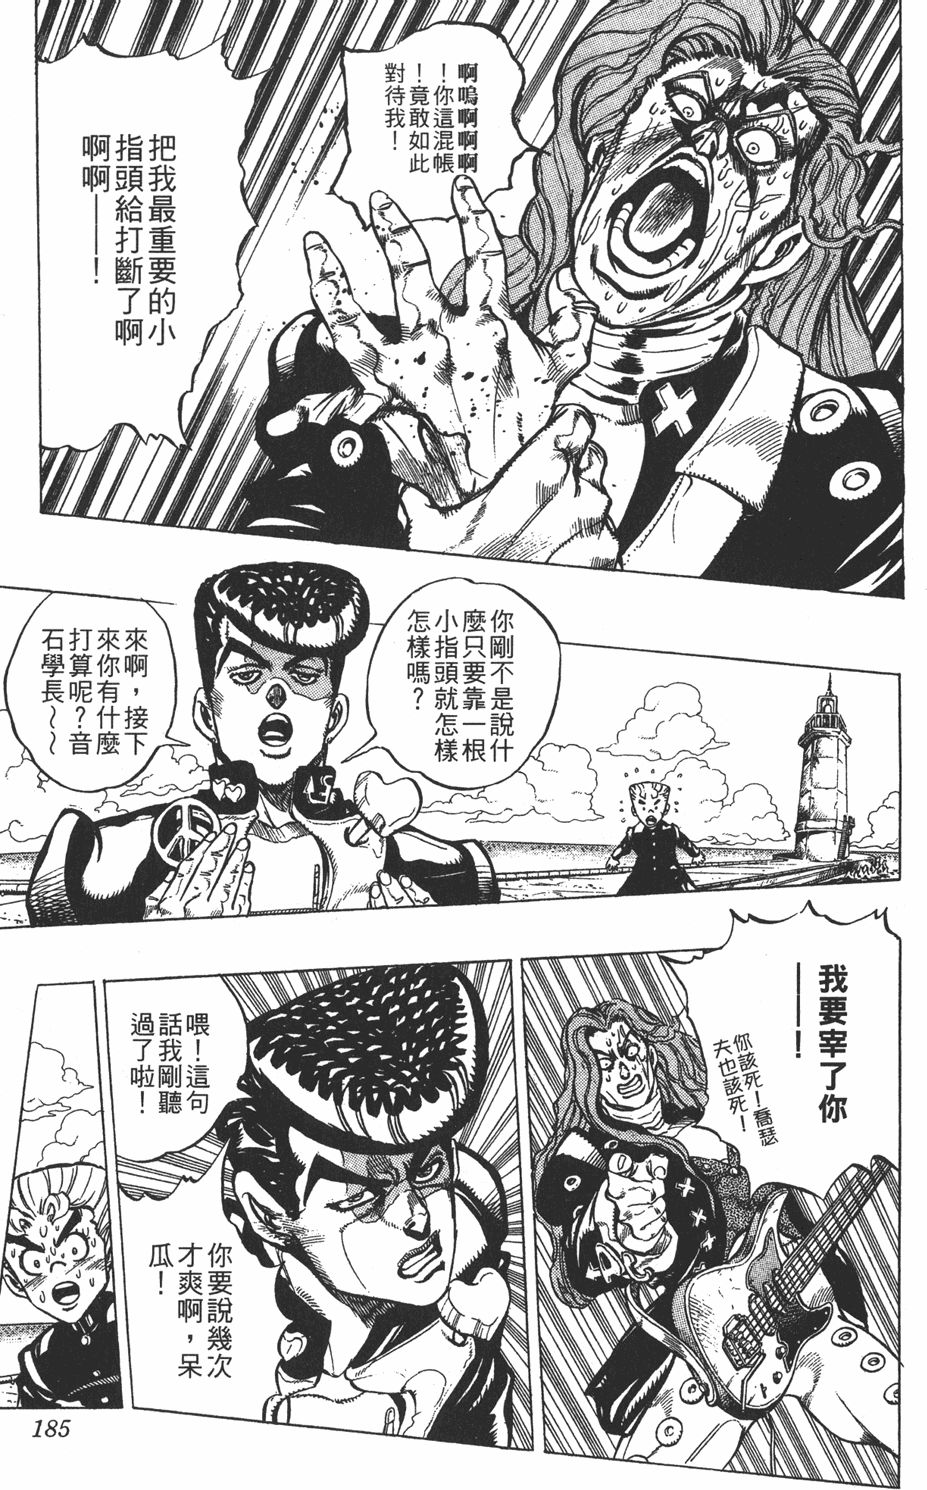 啊嗚啊啊啊
！你這混帳
！竟敢如此
對待我！
把我最重要的小
指頭給打斷了啊
啊啊——！
你剛不是說什
麼只要靠一根
小指頭就怎樣
怎樣嗎？
來啊，接下
來你有什麼
打算呢？音
石學長～～
我要宰了你
——！
你該死！喬瑟
夫也該死！
喂！這句
話我剛聽
過了啦！
你要說幾次
才爽啊，呆
瓜！
185